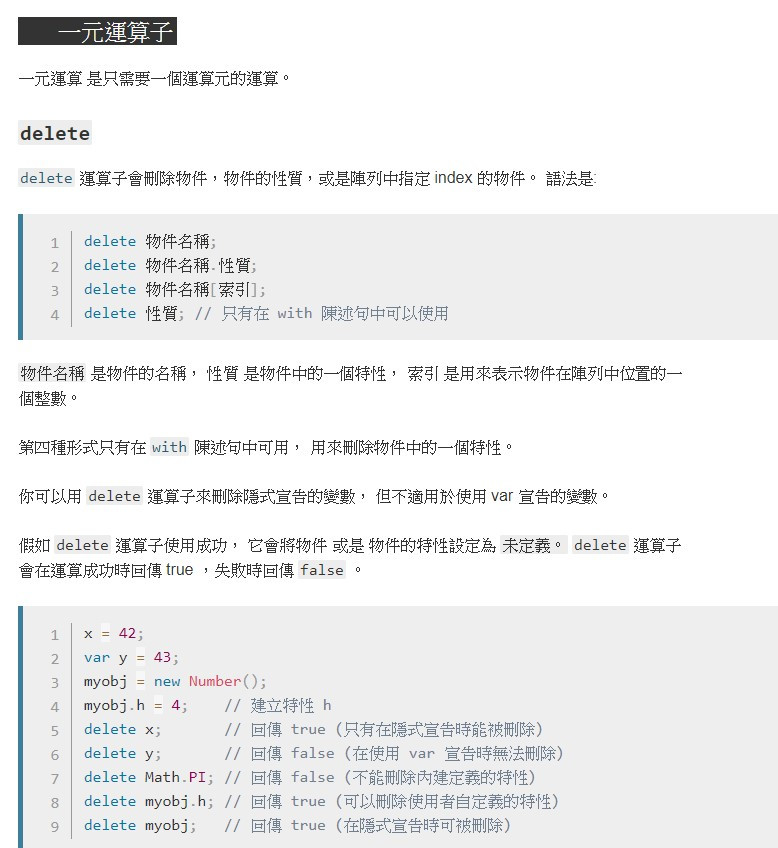 一元運算子
一元運算 是只需要一個運算元的運算。
delete
delete 運算子會刪除物件，物件的性質，或是陣列中指定 index 的物件。 語法是:
1 delete 物件名稱;
2 delete 物件名稱.性質;
3 delete 物件名稱[索引];
4 delete 性質; // 只有在 with 陳述句中可以使用
物件名稱 是物件的名稱， 性質 是物件中的一個特性， 索引 是用來表示物件在陣列中位置的一
個整數。
第四種形式只有在 with 陳述句中可用， 用來刪除物件中的一個特性。
你可以用 delete 運算子來刪除隱式宣告的變數， 但不適用於使用 var 宣告的變數。
假如 delete 運算子使用成功， 它會將物件 或是 物件的特性設定為 未定義。 delete 運算子
會在運算成功時回傳 true ，失敗時回傳 false 。
1 x = 42;
2 var y = 43;
3 myobj = new Number();
4 myobj.h = 4;    // 建立特性 h
5 delete x;       // 回傳 true (只有在隱式宣告時能被刪除)
6 delete y;       // 回傳 false (在使用 var 宣告時無法刪除)
7 delete Math.PI; // 回傳 false (不能刪除內建定義的特性)
8 delete myobj.h; // 回傳 true (可以刪除使用者自定義的特性)
9 delete myobj;   // 回傳 true (在隱式宣告時可被刪除)